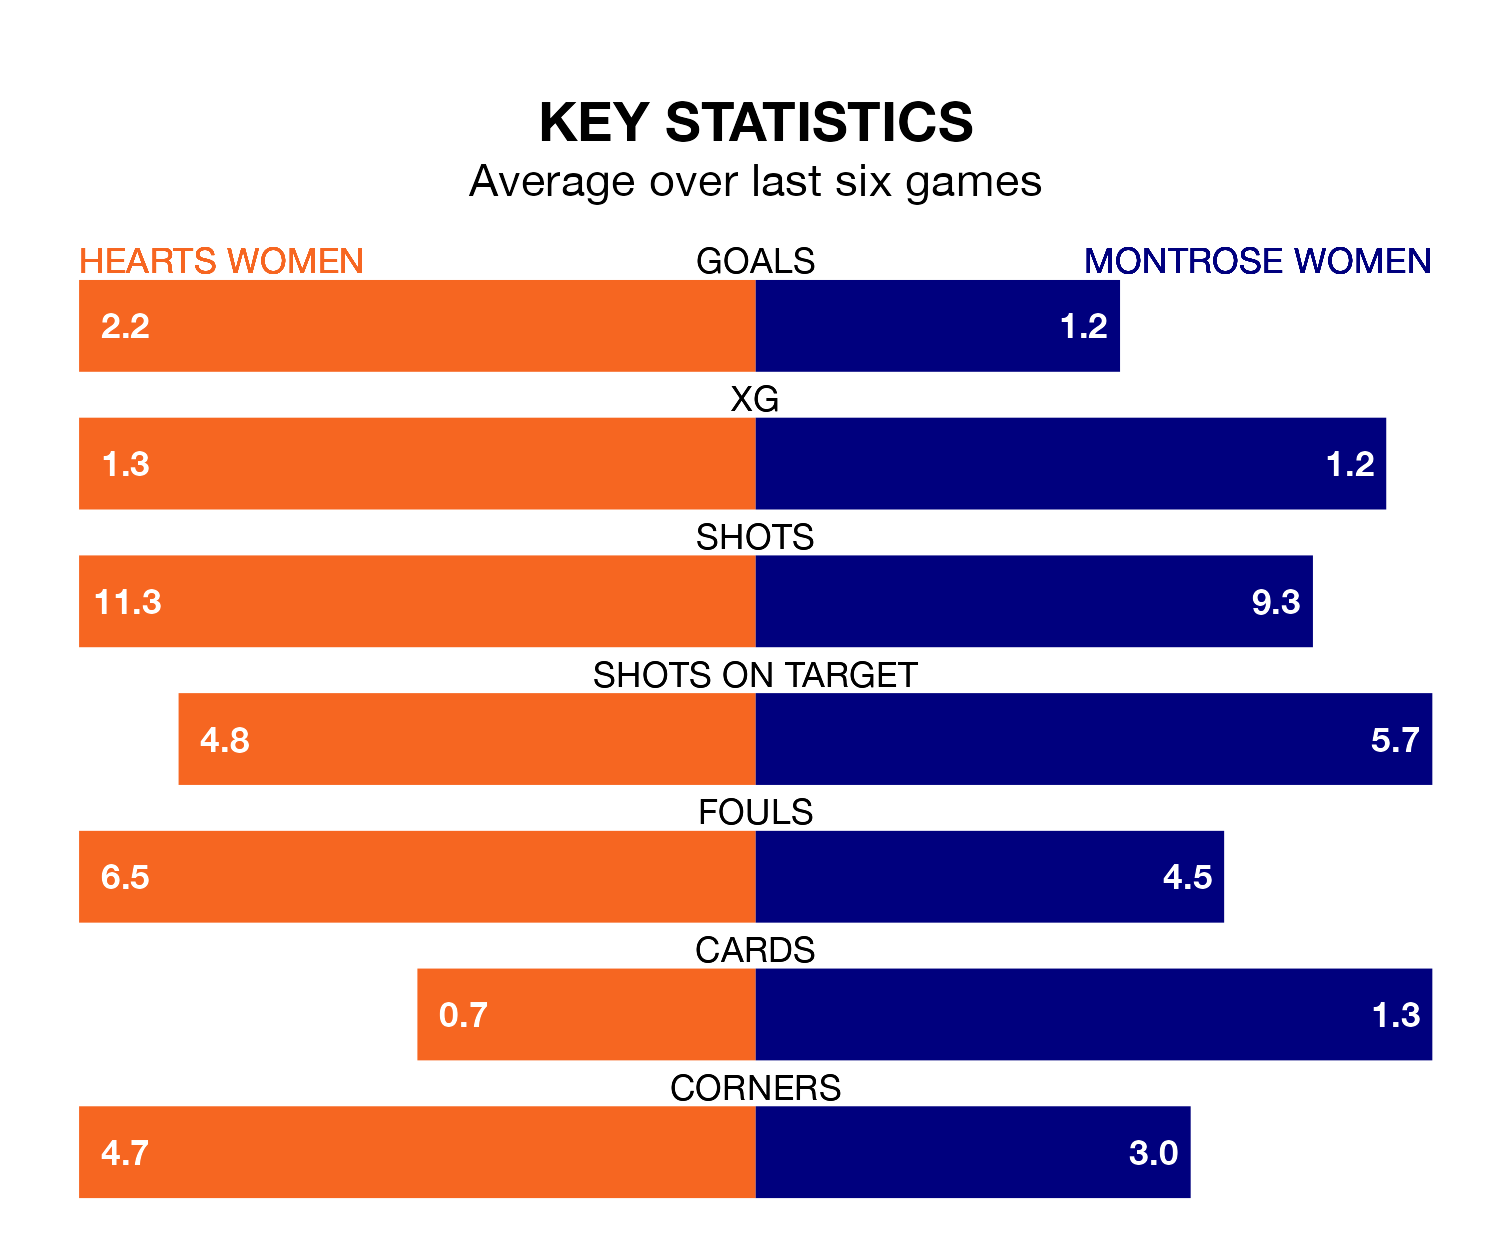 KEY STATISTICS
Average over last six games
HEARTS WOMEN GOALS MONTROSE WOMEN
2.2 1.2
XG
1.3 1.2
SHOTS
11.3 9.3
SHOTS ON TARGET
4.8 5.7
FOULS
6.5 4.5
CARDS
0.7 1.3
CORNERS
4.7 3.0